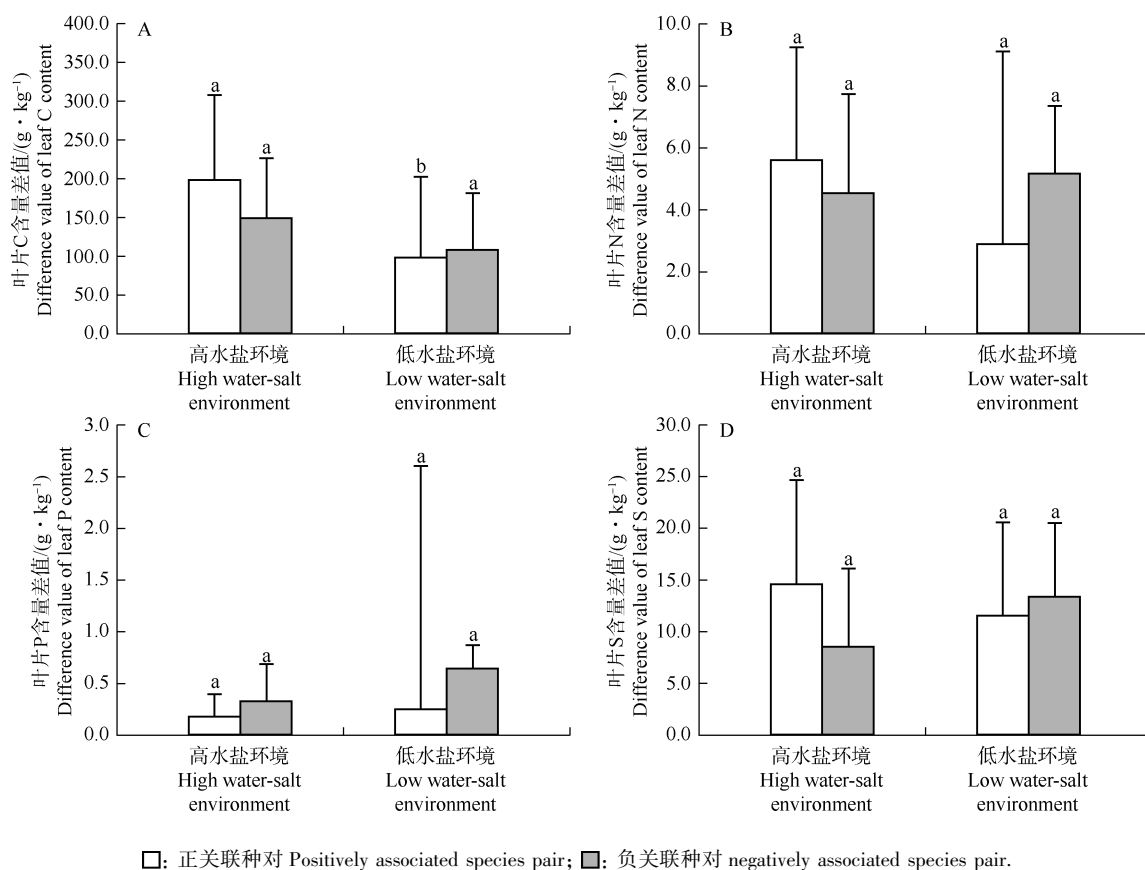 A
400.0
350.0
300.0
250.0
200.0
150.0
100.0
50.0
0.0
叶片C含量差值/(g·kg⁻¹)
Difference value of leaf C content
a
a
b
a
高水盐环境
High water-salt
environment
低水盐环境
Low water-salt
environment
B
10.0
8.0
6.0
4.0
2.0
0.0
叶片N含量差值/(g·kg⁻¹)
Difference value of leaf N content
a
a
a
a
高水盐环境
High water-salt
environment
低水盐环境
Low water-salt
environment
C
3.0
2.5
2.0
1.5
1.0
0.5
0.0
叶片P含量差值/(g·kg⁻¹)
Difference value of leaf P content
a
a
a
a
高水盐环境
High water-salt
environment
低水盐环境
Low water-salt
environment
D
30.0
25.0
20.0
15.0
10.0
5.0
0.0
叶片S含量差值/(g·kg⁻¹)
Difference value of leaf S content
a
a
a
a
高水盐环境
High water-salt
environment
低水盐环境
Low water-salt
environment
: 正关联种对 Positively associated species pair; : 负关联种对 negatively associated species pair.